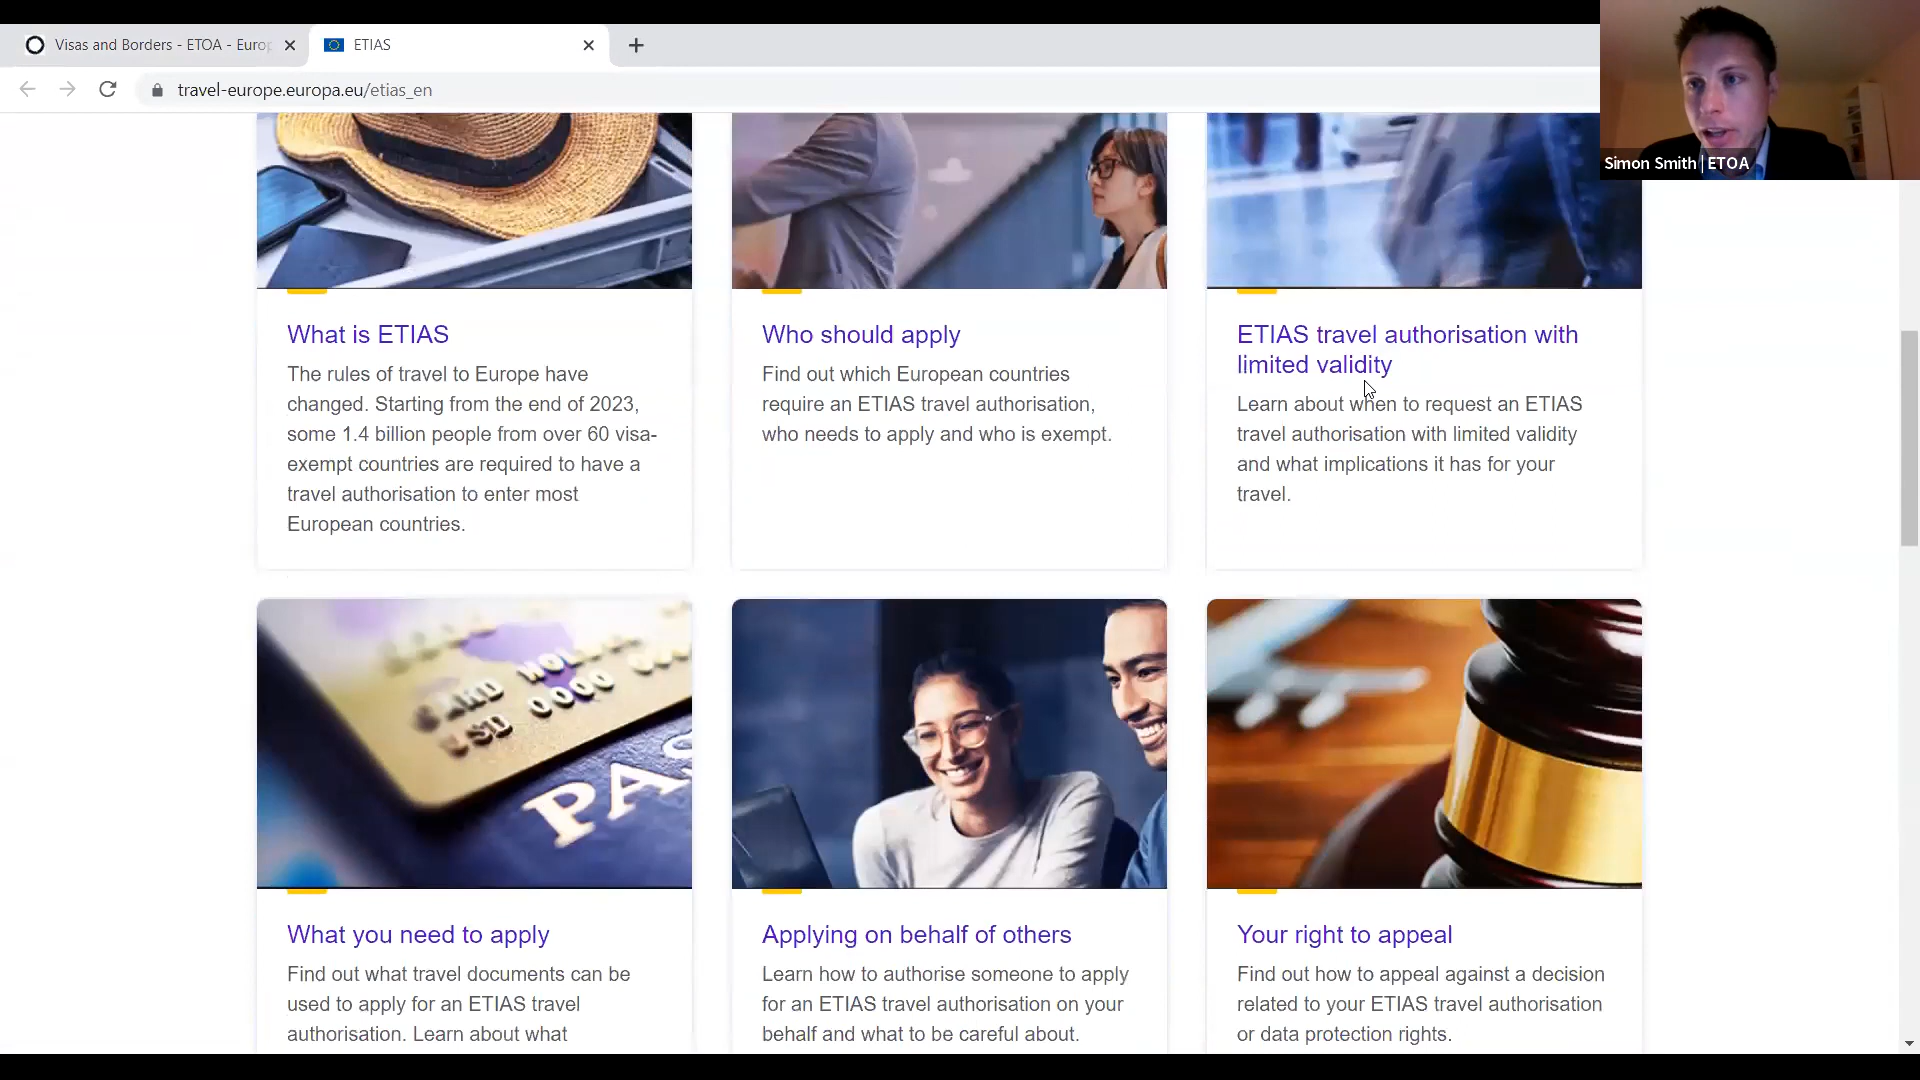 Visas and Borders - ETOA - Euro
ETIAS
travel-europe.europa.eu/etias_en
Simon Smith | ETOA
What is ETIAS
The rules of travel to Europe have
changed. Starting from the end of 2023,
some 1.4 billion people from over 60 visa-
exempt countries are required to have a
travel authorisation to enter most
European countries.
Who should apply
Find out which European countries
require an ETIAS travel authorisation,
who needs to apply and who is exempt.
ETIAS travel authorisation with
limited validity
Learn about when to request an ETIAS
travel authorisation with limited validity
and what implications it has for your
travel.
USD 0000
PAS
What you need to apply
Find out what travel documents can be
used to apply for an ETIAS travel
authorisation. Learn about what
Applying on behalf of others
Learn how to authorise someone to apply
for an ETIAS travel authorisation on your
behalf and what to be careful about.
Your right to appeal
Find out how to appeal against a decision
related to your ETIAS travel authorisation
or data protection rights.